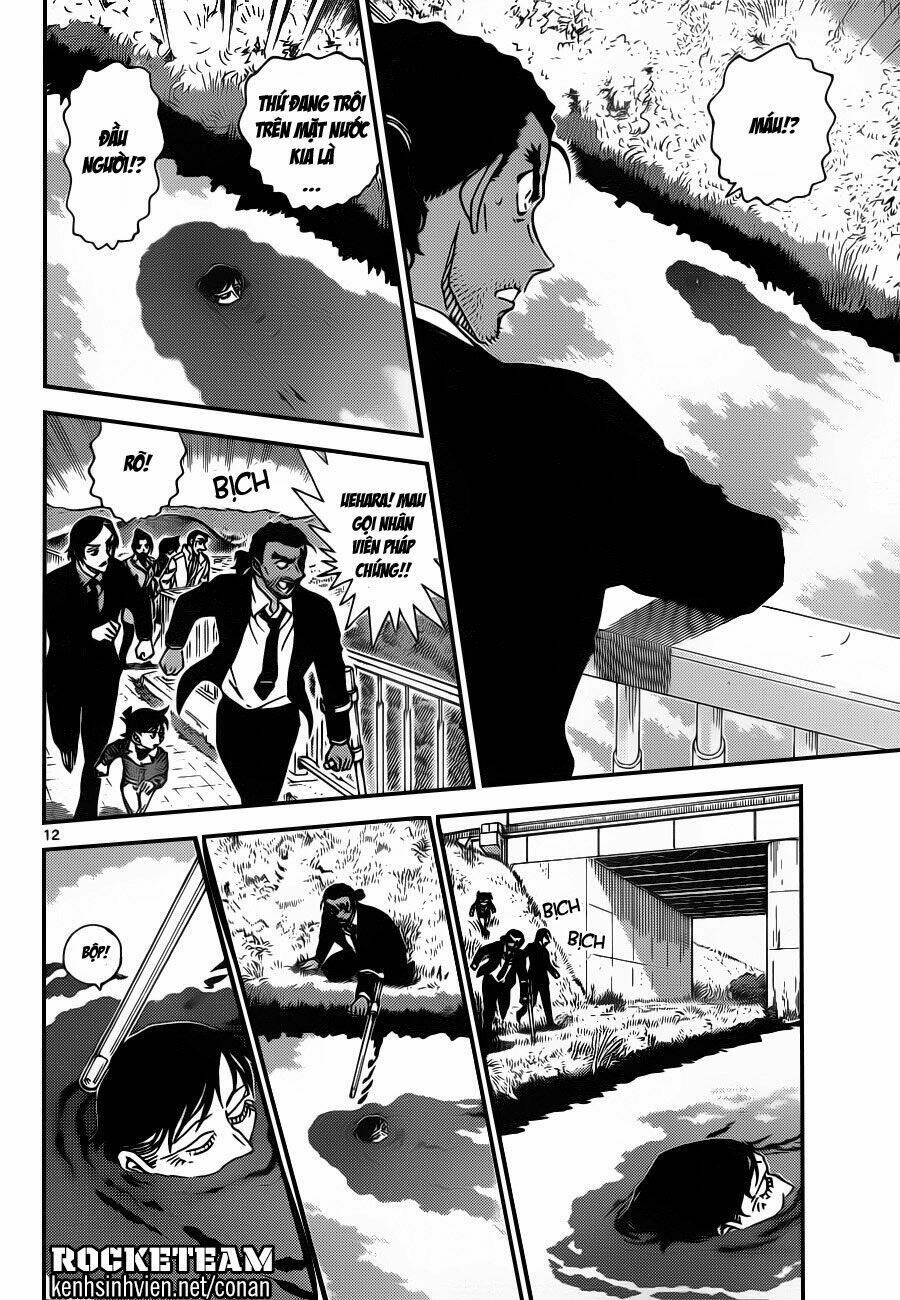 MÁU!?
THỨ ĐANG TRÔI
TRÊN MẶT NƯỚC
KIA LÀ
...
ĐẦU
NGƯỜI!?
UEHARA! MAU
GỌI NHÂN
VIÊN PHÁP
CHỨNG!!
BỊCH
RÕ!
12
BỊCH
BỊCH
BỘP!
ROCKETEAM
kenhsinhvien.net/conan